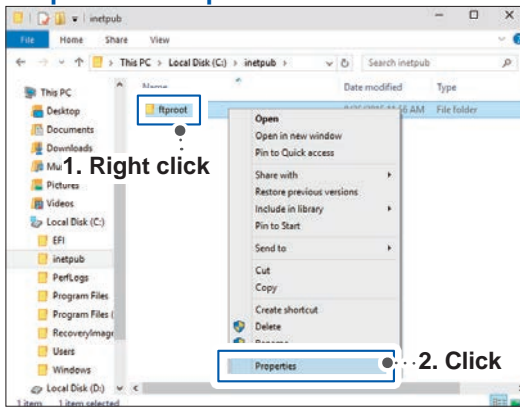 inetpub
File Home Share View
This PC > Local Disk (C:) > inetpub >
Search inetpub
Name Date modified Type
This PC
Desktop
Documents
Downloads
Pictures
Videos
Local Disk (C:)
EFI
inetpub
PerfLogs
Program Files
Program Files (
RecoveryImage
Users
Windows
Local Disk (D:)
ftproot
AM File folder
1. Right click
Open
Open in new window
Pin to Quick access
Share with
Restore previous versions
Include in library
Pin to Start
Send to
Cut
Copy
Create shortcut
Delete
Rename
Properties
2. Click
1 item 1 item selected